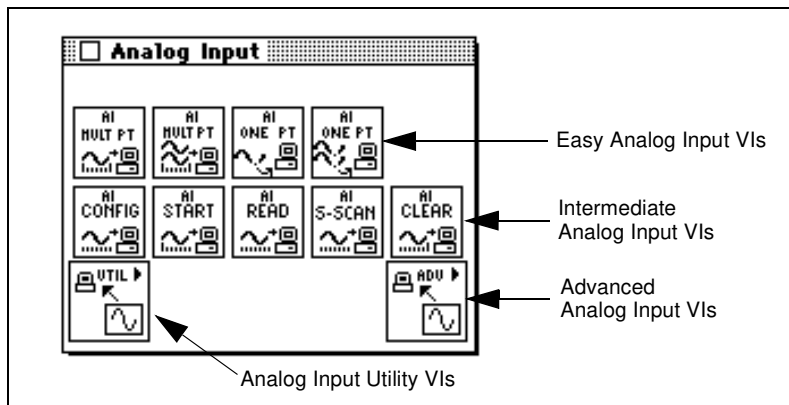 Analog Input
AI MULT PT
AI MULT PT
AI ONE PT
AI ONE PT
Easy Analog Input VIs
AI CONFIG
AI START
AI READ
AI S-SCAN
AI CLEAR
Intermediate
Analog Input VIs
UTIL
ADV
Advanced
Analog Input VIs
Analog Input Utility VIs